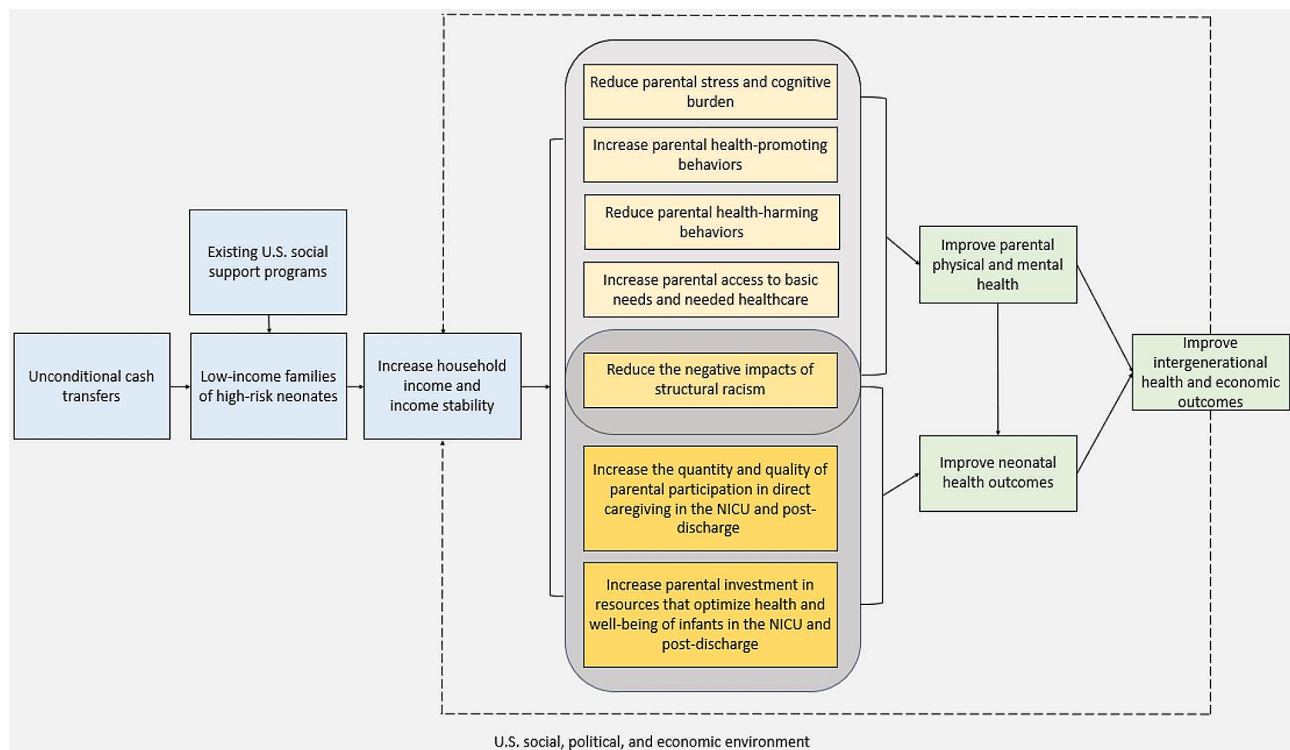 Unconditional cash
transfers
Existing U.S. social
support programs
Low-income families
of high-risk neonates
Increase household
income and
income stability
Reduce parental stress and cognitive
burden
Increase parental health-promoting
behaviors
Reduce parental health-harming
behaviors
Increase parental access to basic
needs and needed healthcare
Reduce the negative impacts of
structural racism
Increase the quantity and quality of
parental participation in direct
caregiving in the NICU and post-
discharge
Increase parental investment in
resources that optimize health and
well-being of infants in the NICU and
post-discharge
Improve parental
physical and mental
health
Improve neonatal
health outcomes
Improve
intergenerational
health and economic
outcomes
U.S. social, political, and economic environment